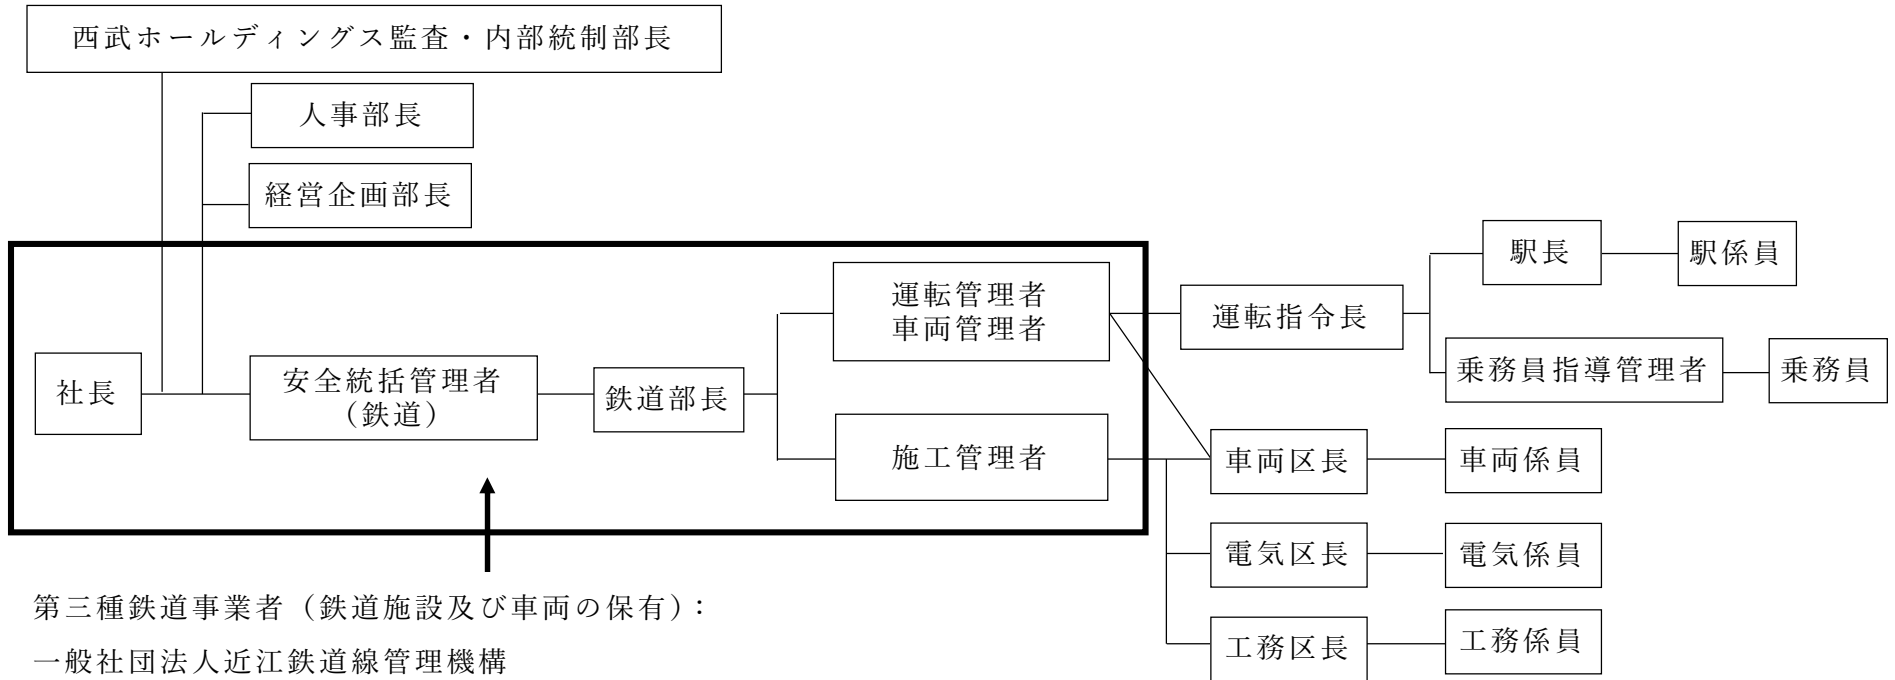 西武ホールディングス監査・内部統制部長
人事部長
経営企画部長
社長
安全統括管理者
（鉄道）
鉄道部長
運転管理者
車両管理者
施工管理者
運転指令長
駅長
駅係員
乗務員指導管理者
乗務員
車両区長
車両係員
電気区長
電気係員
工務区長
工務係員
第三種鉄道事業者（鉄道施設及び車両の保有）：
一般社団法人近江鉄道線管理機構